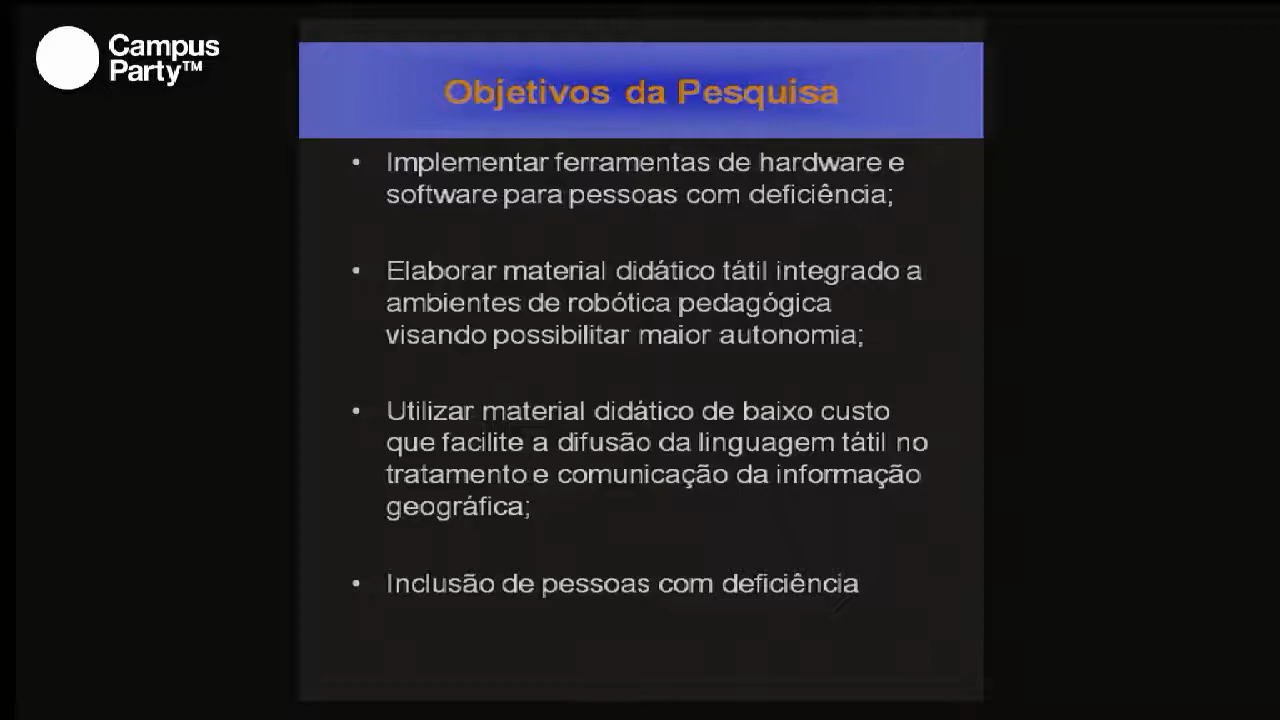 Campus
Party™
Objetivos da Pesquisa
• Implementar ferramentas de hardware e
software para pessoas com deficiência;
• Elaborar material didático tátil integrado a
ambientes de robótica pedagógica
visando possibilitar maior autonomia;
• Utilizar material didático de baixo custo
que facilite a difusão da linguagem tátil no
tratamento e comunicação da informação
geográfica;
• Inclusão de pessoas com deficiência